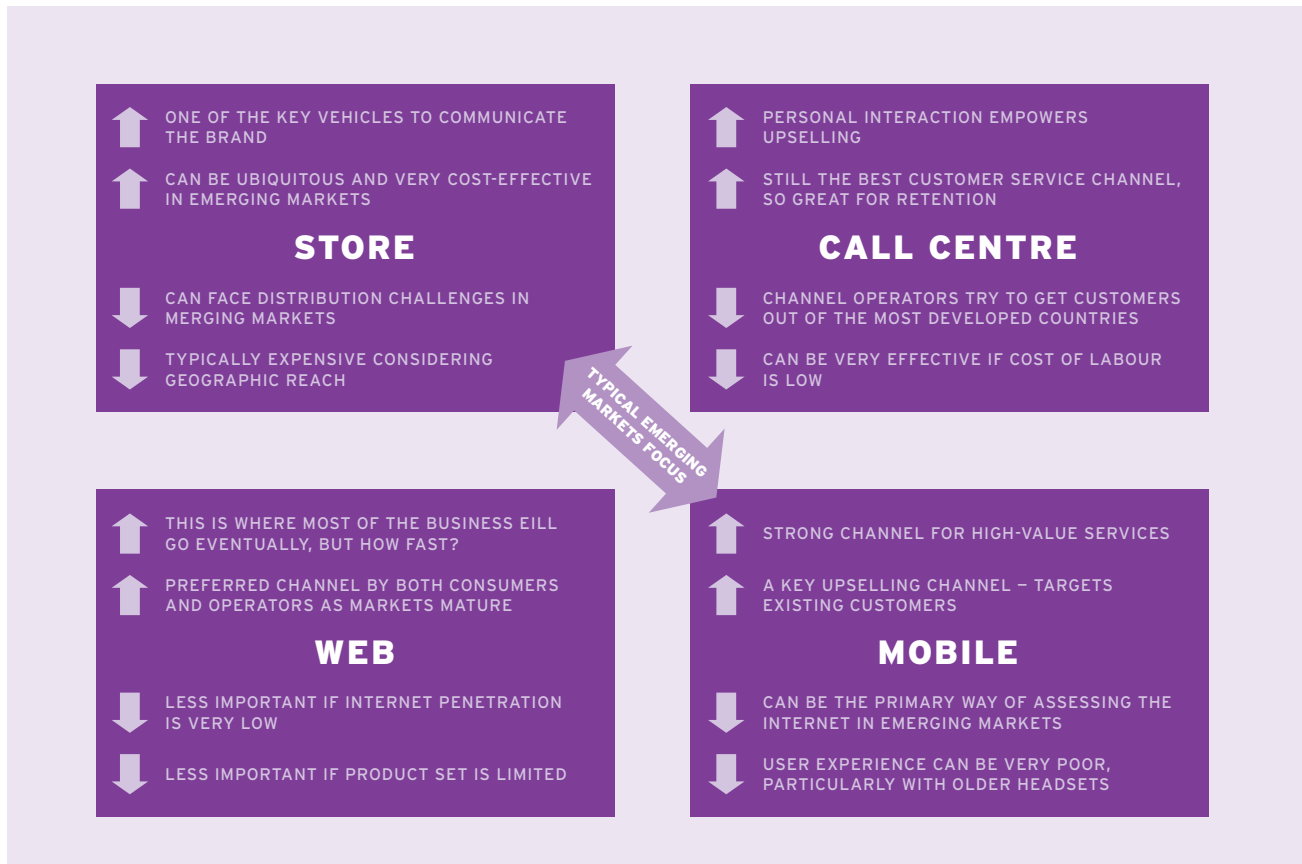 ONE OF THE KEY VEHICLES TO COMMUNICATE
THE BRAND
CAN BE UBIQUITOUS AND VERY COST-EFFECTIVE
IN EMERGING MARKETS
STORE
CAN FACE DISTRIBUTION CHALLENGES IN
MERGING MARKETS
TYPICALLY EXPENSIVE CONSIDERING
GEOGRAPHIC REACH
PERSONAL INTERACTION EMPOWERS
UPSELLING
STILL THE BEST CUSTOMER SERVICE CHANNEL,
SO GREAT FOR RETENTION
CALL CENTRE
CHANNEL OPERATORS TRY TO GET CUSTOMERS
OUT OF THE MOST DEVELOPED COUNTRIES
CAN BE VERY EFFECTIVE IF COST OF LABOUR
IS LOW
TYPICAL EMERGING
MARKETS FOCUS
THIS IS WHERE MOST OF THE BUSINESS EILL
GO EVENTUALLY, BUT HOW FAST?
PREFERRED CHANNEL BY BOTH CONSUMERS
AND OPERATORS AS MARKETS MATURE
WEB
LESS IMPORTANT IF INTERNET PENETRATION
IS VERY LOW
LESS IMPORTANT IF PRODUCT SET IS LIMITED
STRONG CHANNEL FOR HIGH-VALUE SERVICES
A KEY UPSELLING CHANNEL – TARGETS
EXISTING CUSTOMERS
MOBILE
CAN BE THE PRIMARY WAY OF ASSESSING THE
INTERNET IN EMERGING MARKETS
USER EXPERIENCE CAN BE VERY POOR,
PARTICULARLY WITH OLDER HEADSETS